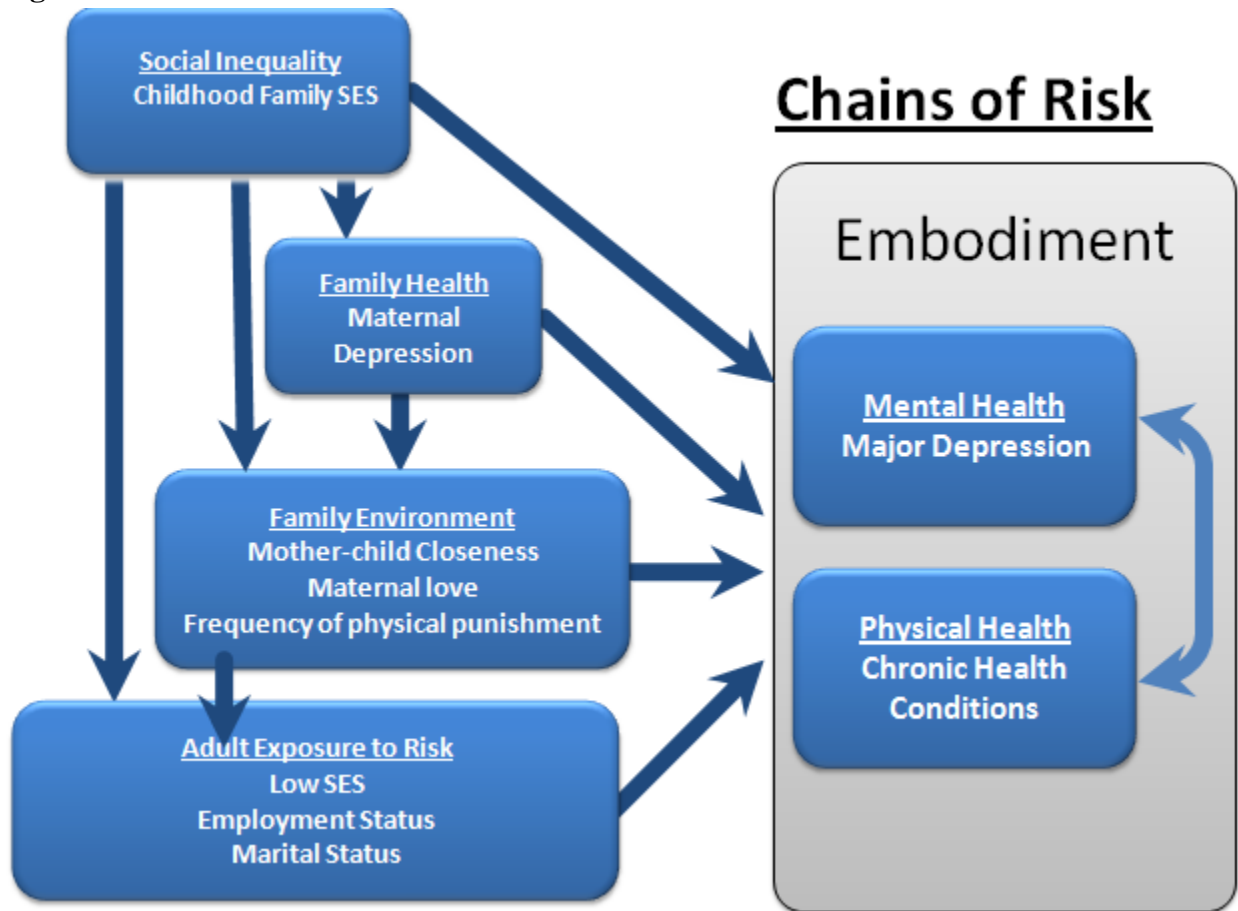 Social Inequality
Childhood Family SES
Chains of Risk
Embodiment
Family Health
Maternal
Depression
Mental Health
Major Depression
Family Environment
Mother-child Closeness
Maternal love
Frequency of physical punishment
Physical Health
Chronic Health
Conditions
Adult Exposure to Risk
Low SES
Employment Status
Marital Status